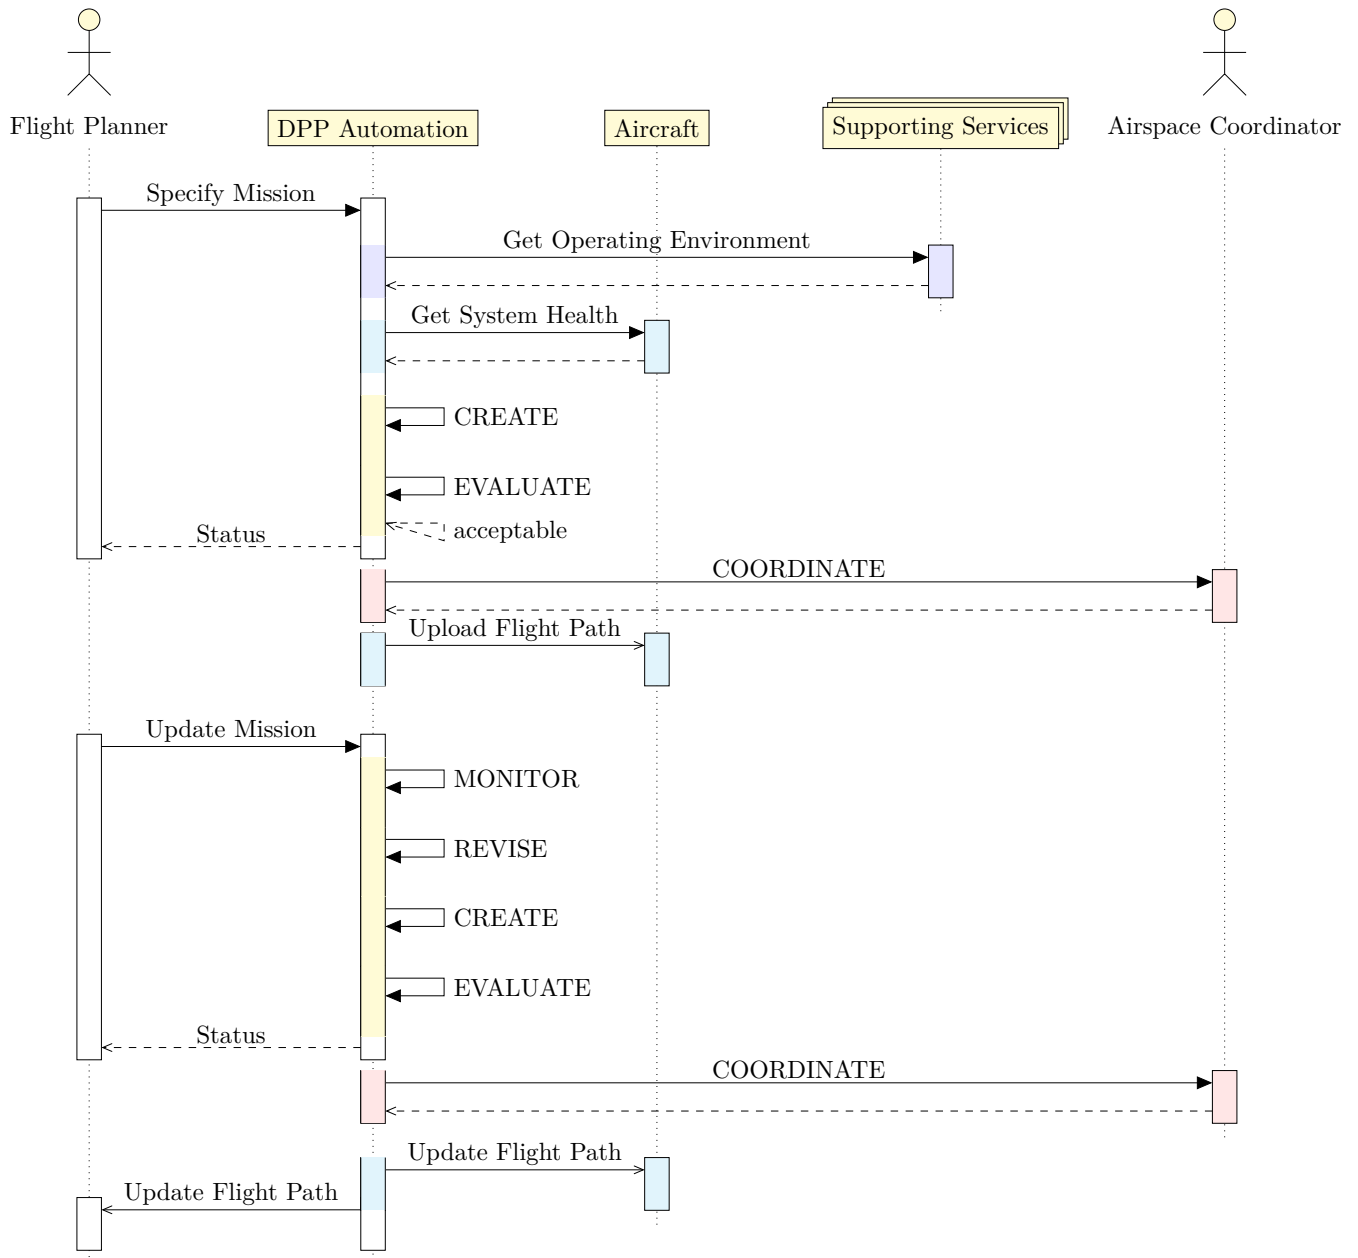 Flight Planner
DPP Automation
Aircraft
Supporting Services
Airspace Coordinator
Specify Mission
Get Operating Environment
Get System Health
CREATE
EVALUATE
acceptable
Status
COORDINATE
Upload Flight Path
Update Mission
MONITOR
REVISE
CREATE
EVALUATE
Status
COORDINATE
Update Flight Path
Update Flight Path